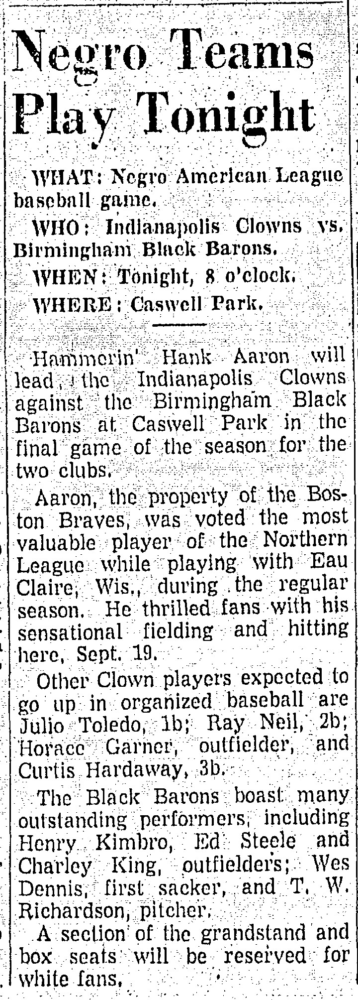 Negro Teams
Play Tonight
WHAT: Negro American League
baseball game.
WHO: Indianapolis Clowns vs.
Birmingham Black Barons.
WHEN: Tonight, 8 o'clock.
WHERE: Caswell Park.
Hammerin' Hank Aaron will
lead the Indianapolis Clowns
against the Birmingham Black
Barons at Caswell Park in the
final game of the season for the
two clubs.
Aaron, the property of the Bos-
ton Braves, was voted the most
valuable player of the Northern
League while playing with Eau
Claire, Wis., during the regular
season. He thrilled fans with his
sensational fielding and hitting
here, Sept. 19.
Other Clown players expected to
go up in organized baseball are
Julio Toledo, 1b; Ray Neil, 2b;
Horace Garner, outfielder, and
Curtis Hardaway, 3b.
The Black Barons boast many
outstanding performers, including
Henry Kimbro, Ed Steele and
Charley King, outfielders; Wes
Dennis, first sacker, and T. W.
Richardson, pitcher.
A section of the grandstand and
box seats will be reserved for
white fans.